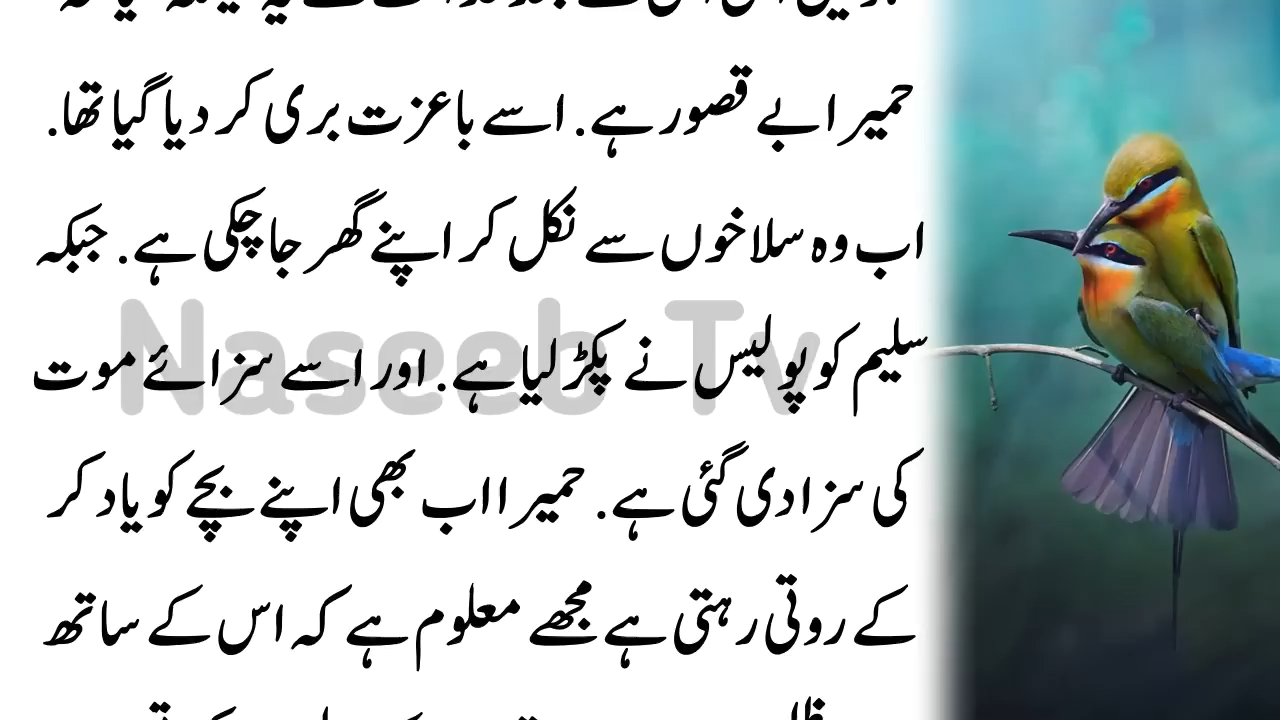 حمیرا بے قصور ہے. اسے باعزت بری کر دیا گیا تھا.
اب وہ سلاخوں سے نکل کر اپنے گھر جا چکی ہے. جبکہ
سلیم کو پولیس نے پکڑ لیا ہے. اور اسے سزائے موت
کی سزا دی گئی ہے. حمیرا اب بھی اپنے بچے کو یاد کر
کے روتی رہتی ہے مجھے معلوم ہے کہ اس کے ساتھ
Naseeb Tv